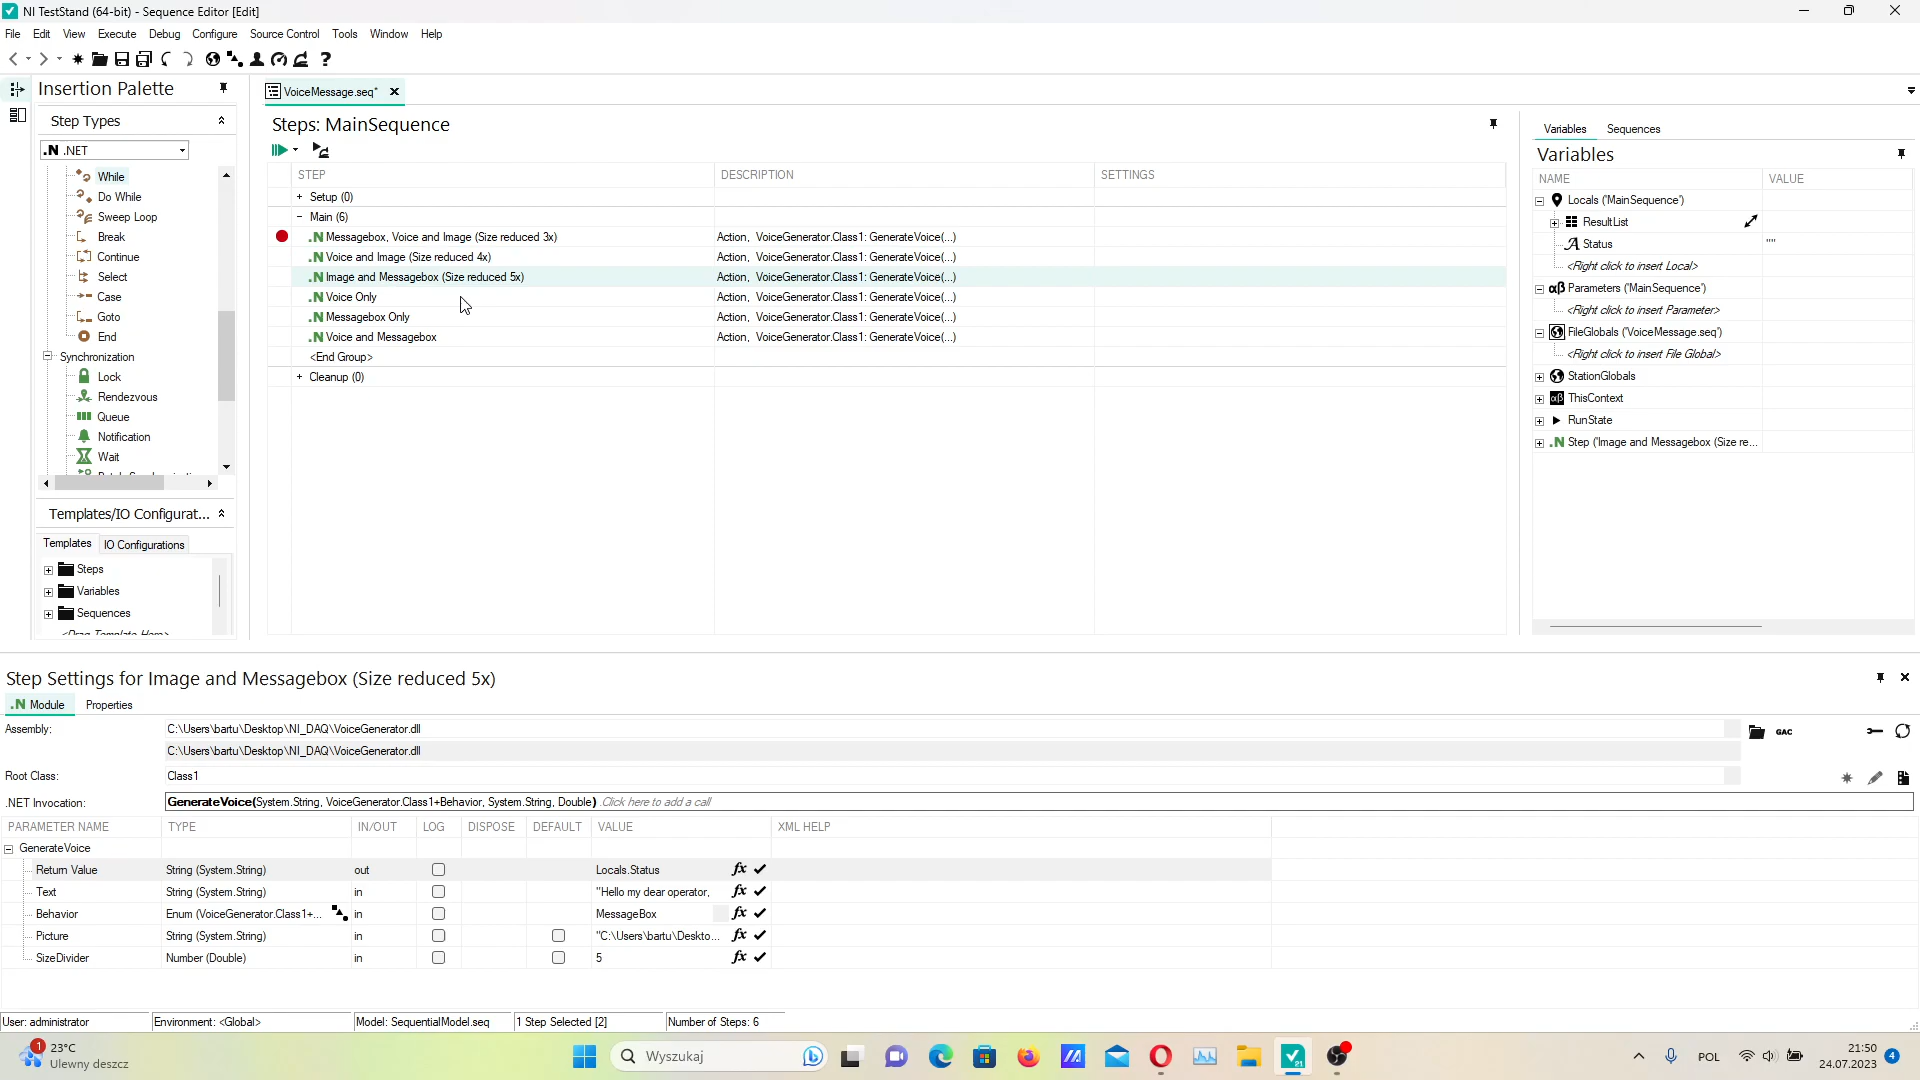 NI TestStand (64-bit) - Sequence Editor [Edit]
File Edit View Execute Debug Configure Source Control Tools Window Help
Insertion Palette
Step Types
.N .NET
While
Do While
Sweep Loop
Break
Continue
Select
Case
Goto
End
Synchronization
Lock
Rendezvous
Queue
Notification
Wait
Templates/IO Configurat...
Templates IO Configurations
Steps
Variables
Sequences
<Drag Template Here>
VoiceMessage.seq*
Steps: MainSequence
STEP DESCRIPTION SETTINGS
+ Setup (0)
- Main (6)
.N Messagebox, Voice and Image (Size reduced 3x) Action, VoiceGenerator.Class1: GenerateVoice(...)
.N Voice and Image (Size reduced 4x) Action, VoiceGenerator.Class1: GenerateVoice(...)
.N Image and Messagebox (Size reduced 5x) Action, VoiceGenerator.Class1: GenerateVoice(...)
.N Voice Only Action, VoiceGenerator.Class1: GenerateVoice(...)
.N Messagebox Only Action, VoiceGenerator.Class1: GenerateVoice(...)
.N Voice and Messagebox Action, VoiceGenerator.Class1: GenerateVoice(...)
<End Group>
+ Cleanup (0)
Variables Sequences
Variables
NAME VALUE
Locals ('MainSequence')
ResultList
Status ""
<Right click to insert Local>
αβ Parameters ('MainSequence')
<Right click to insert Parameter>
FileGlobals ('VoiceMessage.seq')
<Right click to insert File Global>
StationGlobals
αβ ThisContext
RunState
.N Step ('Image and Messagebox (Size re...
Step Settings for Image and Messagebox (Size reduced 5x)
.N Module Properties
Assembly: C:\Users\bartu\Desktop\NI_DAQ\VoiceGenerator.dll
C:\Users\bartu\Desktop\NI_DAQ\VoiceGenerator.dll
GAC
Root Class: Class1
.NET Invocation: GenerateVoice(System.String, VoiceGenerator.Class1+Behavior, System.String, Double) Click here to add a call
PARAMETER NAME TYPE IN/OUT LOG DISPOSE DEFAULT VALUE XML HELP
GenerateVoice
Return Value String (System.String) out Locals.Status fx
Text String (System.String) in "Hello my dear operator, fx
Behavior Enum (VoiceGenerator.Class1+... in MessageBox fx
Picture String (System.String) in "C:\Users\bartu\Deskto... fx
SizeDivider Number (Double) in 5 fx
User: administrator Environment: <Global> Model: SequentialModel.seq 1 Step Selected [2] Number of Steps: 6
1 23°C
Ulewny deszcz
Wyszukaj
21
POL
21:50
24.07.2023
4